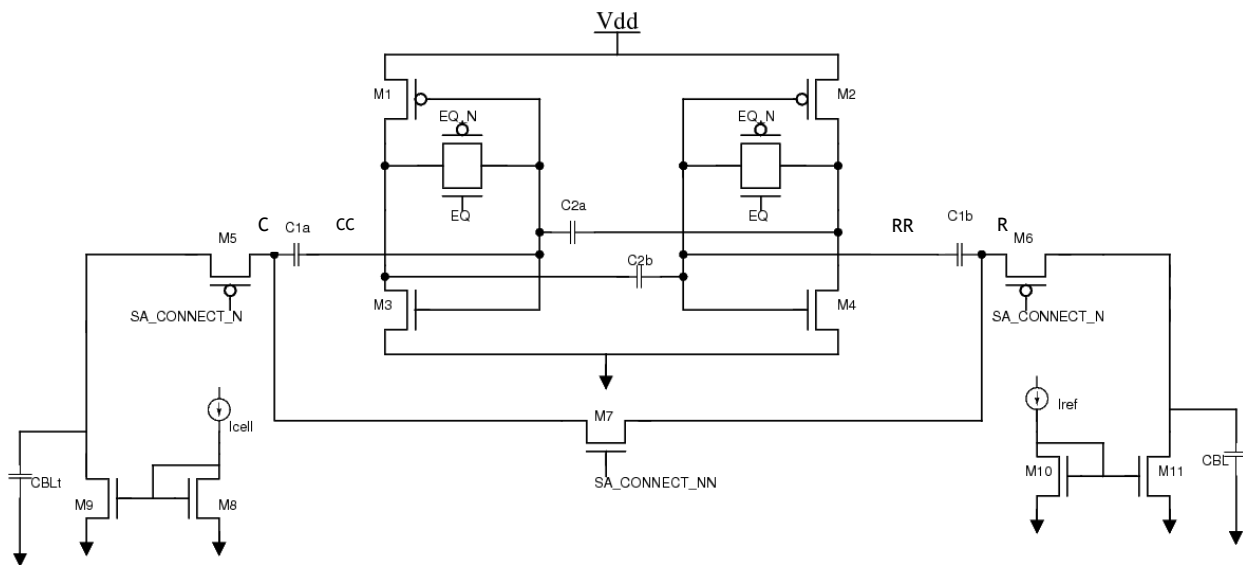 Vdd
M1
M2
EQ_N
EQ_N
EQ
EQ
C2a
C
C1a
CC
RR
C1b
R
M5
M6
C2b
M3
M4
SA_CONNECT_N
SA_CONNECT_N
M7
Icell
Iref
SA_CONNECT_NN
CBLt
M9
M8
M10
M11
CBL